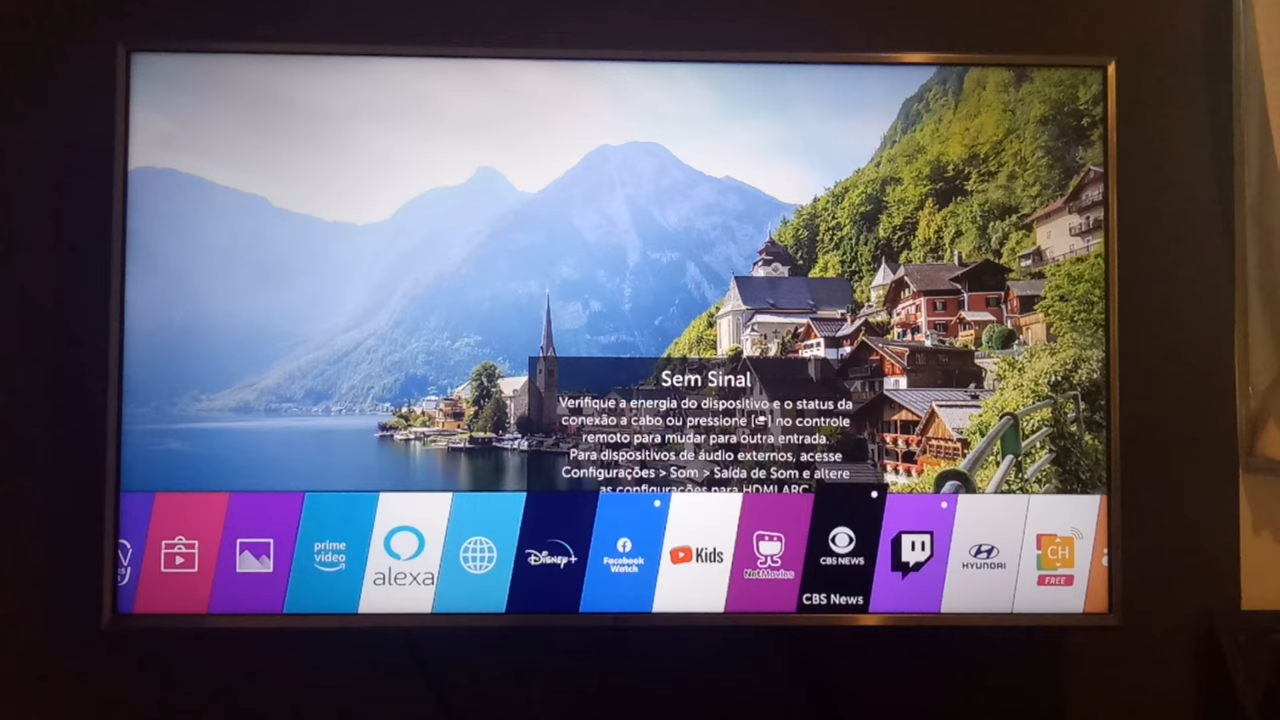 Sem Sinal
Verifique a energia do dispositivo e o status da
conexão a cabo ou pressione [ ] no controle
remoto para mudar para outra entrada.
Para dispositivos de áudio externos, acesse
Configurações > Som > Saída de Som e altere
as configurações para HDMI ARC
prime
video
alexa
Disney+
Facebook
Watch
Kids
NetMovies
CBS NEWS
CBS News
HYUNDAI
CH
FREE